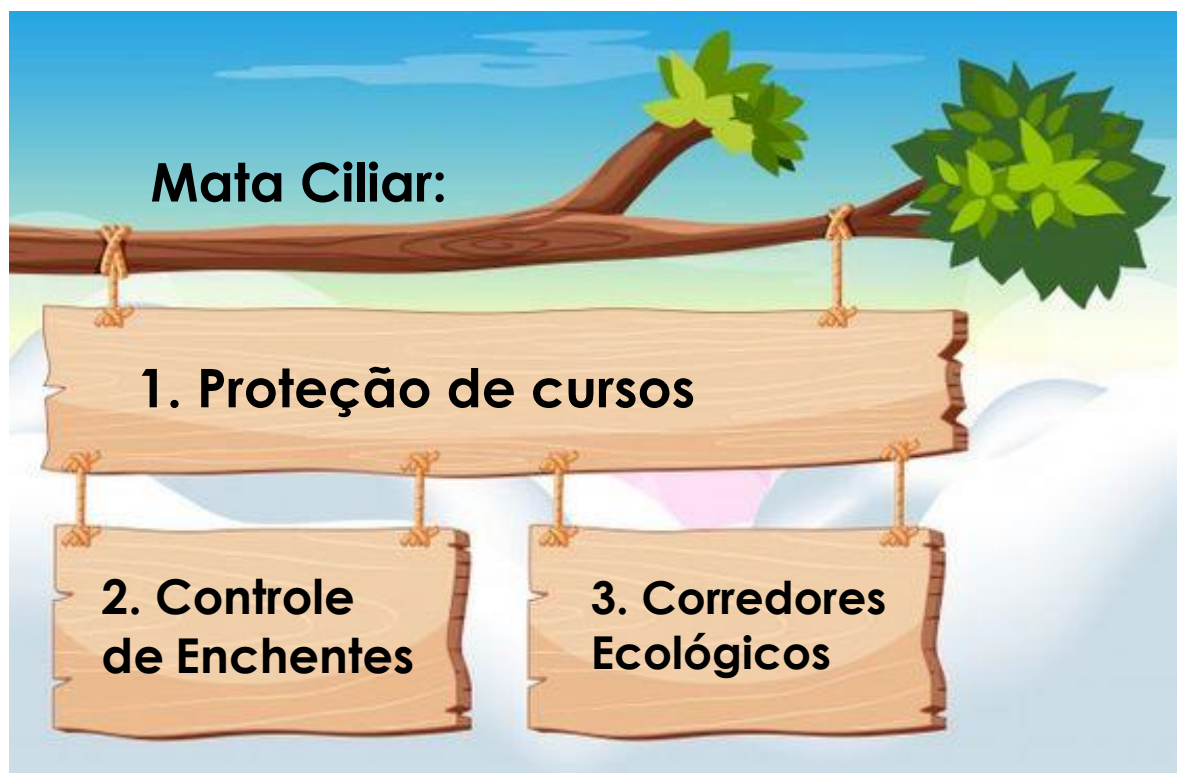 Mata Ciliar:
1. Proteção de cursos
2. Controle
de Enchentes
3. Corredores
Ecológicos